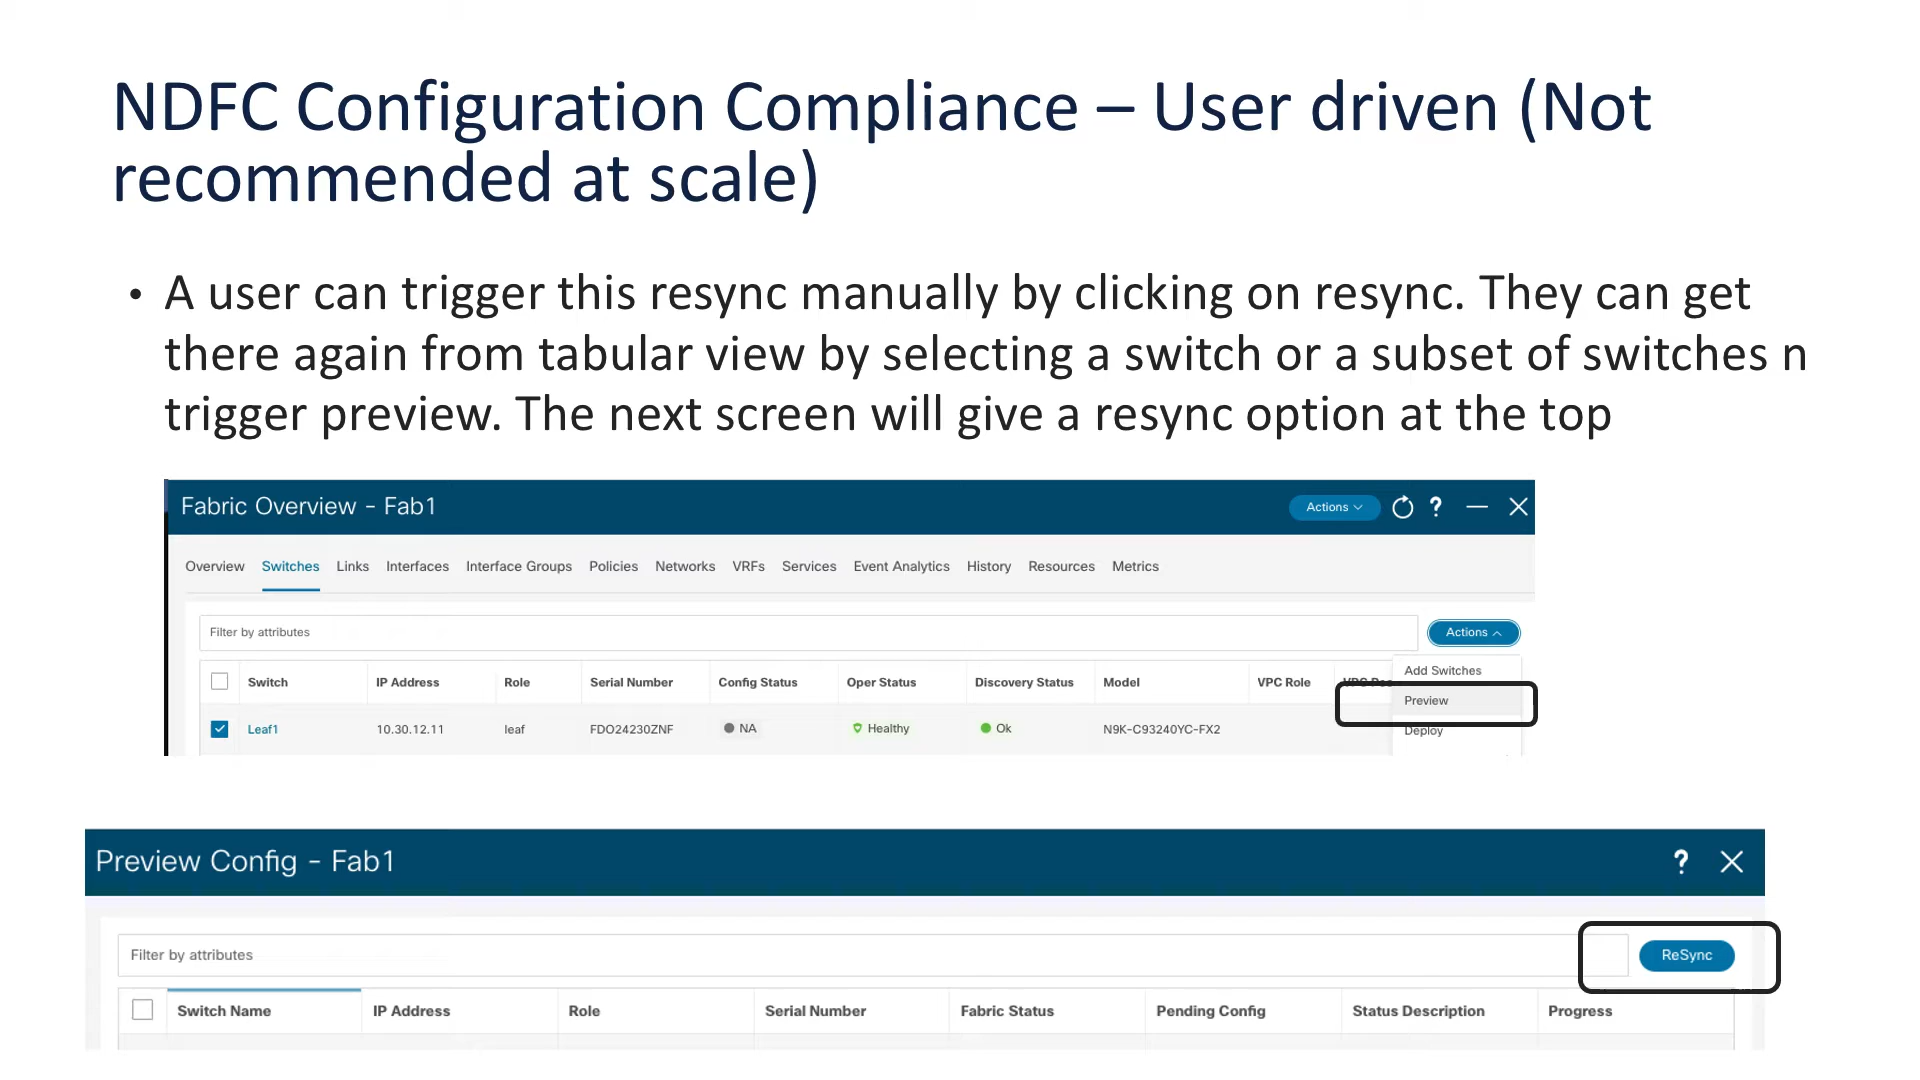 NDFC Configuration Compliance – User driven (Not
recommended at scale)
• A user can trigger this resync manually by clicking on resync. They can get
there again from tabular view by selecting a switch or a subset of switches n
trigger preview. The next screen will give a resync option at the top
Fabric Overview - Fab1
Actions
?
Overview Switches Links Interfaces Interface Groups Policies Networks VRFs Services Event Analytics History Resources Metrics
Filter by attributes
Actions
Add Switches
Switch IP Address Role Serial Number Config Status Oper Status Discovery Status Model VPC Role VPC
Preview
Leaf1 10.30.12.11 leaf FDO24230ZNF NA Healthy Ok N9K-C93240YC-FX2
Deploy
Preview Config - Fab1
?
Filter by attributes
ReSync
Switch Name IP Address Role Serial Number Fabric Status Pending Config Status Description Progress